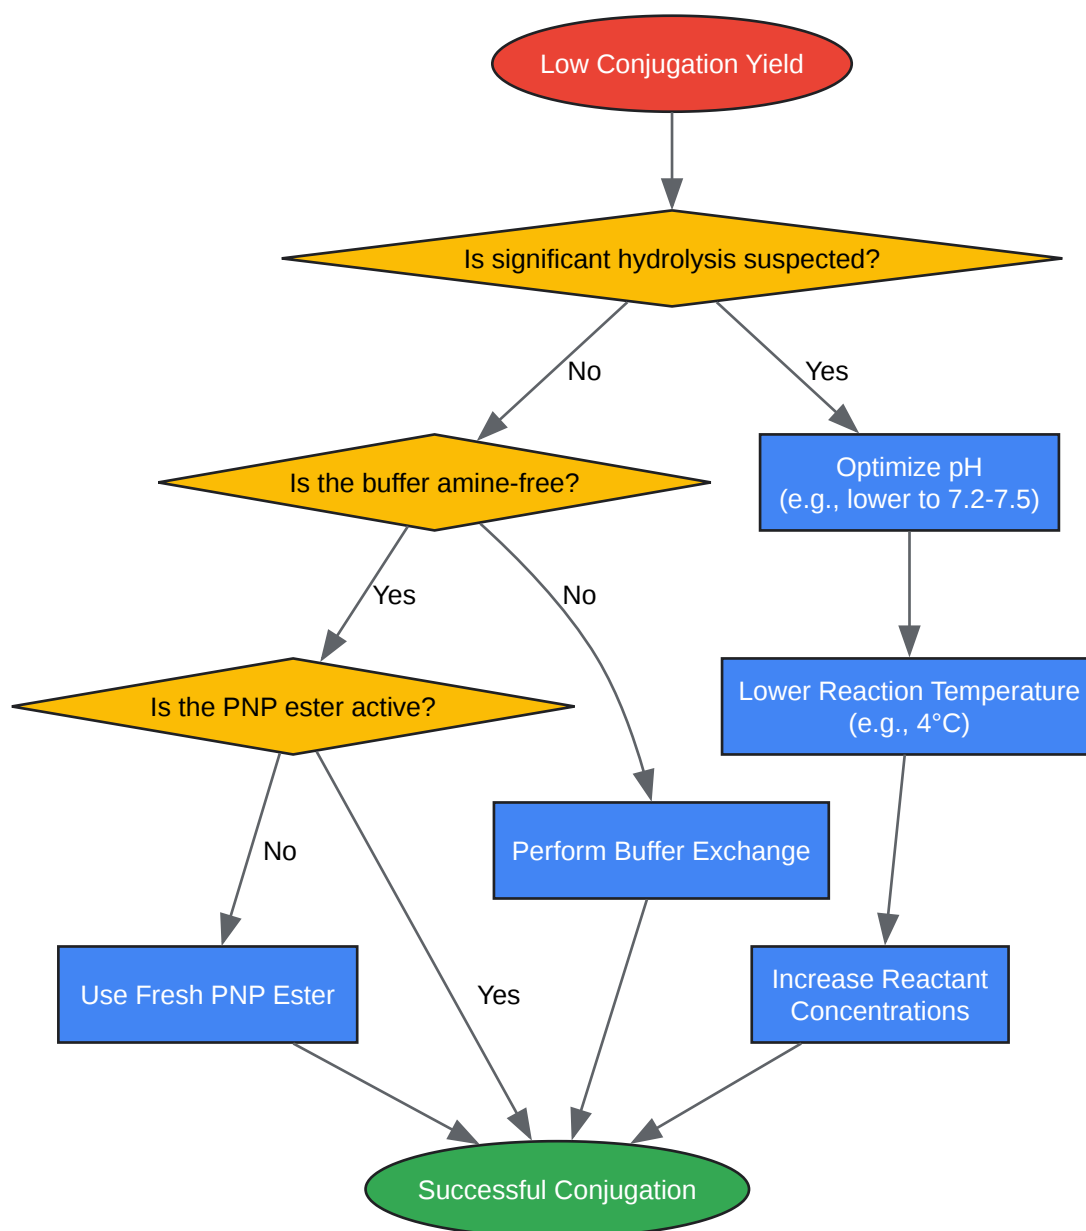 Low Conjugation Yield
Is significant hydrolysis suspected?
No
Yes
Is the buffer amine-free?
Optimize pH
(e.g., lower to 7.2-7.5)
Yes
No
Is the PNP ester active?
Lower Reaction Temperature
(e.g., 4°C)
No
Perform Buffer Exchange
Use Fresh PNP Ester
Yes
Increase Reactant
Concentrations
Successful Conjugation